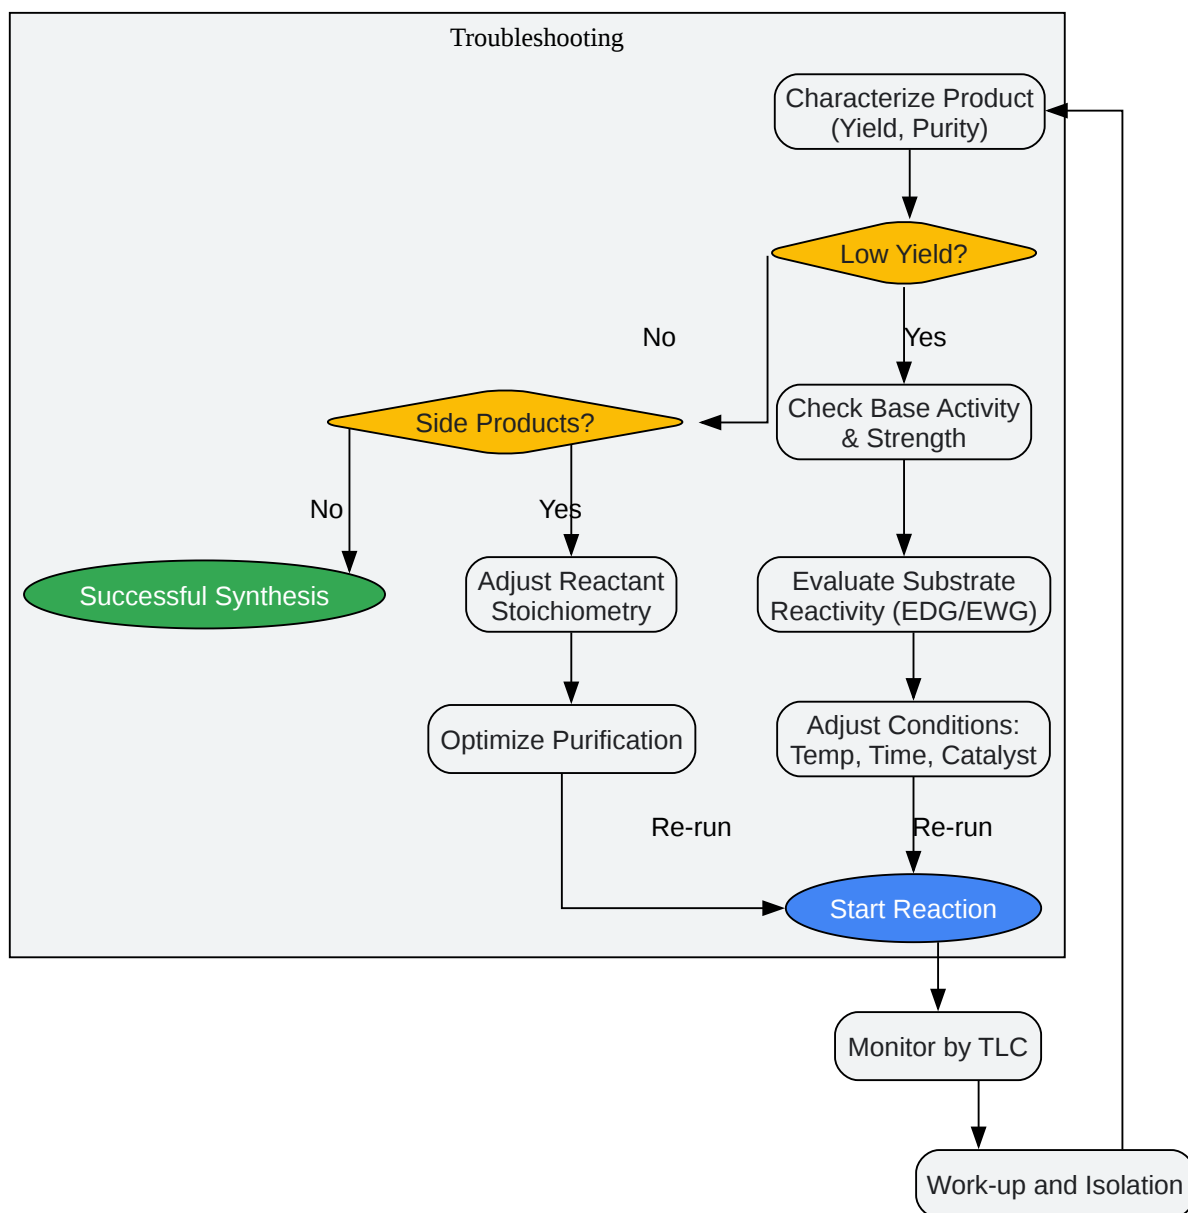 Troubleshooting
Characterize Product
(Yield, Purity)
Low Yield?
No
Yes
Check Base Activity
& Strength
Side Products?
No
Yes
Successful Synthesis
Adjust Reactant
Stoichiometry
Evaluate Substrate
Reactivity (EDG/EWG)
Optimize Purification
Adjust Conditions:
Temp, Time, Catalyst
Re-run
Re-run
Start Reaction
Monitor by TLC
Work-up and Isolation